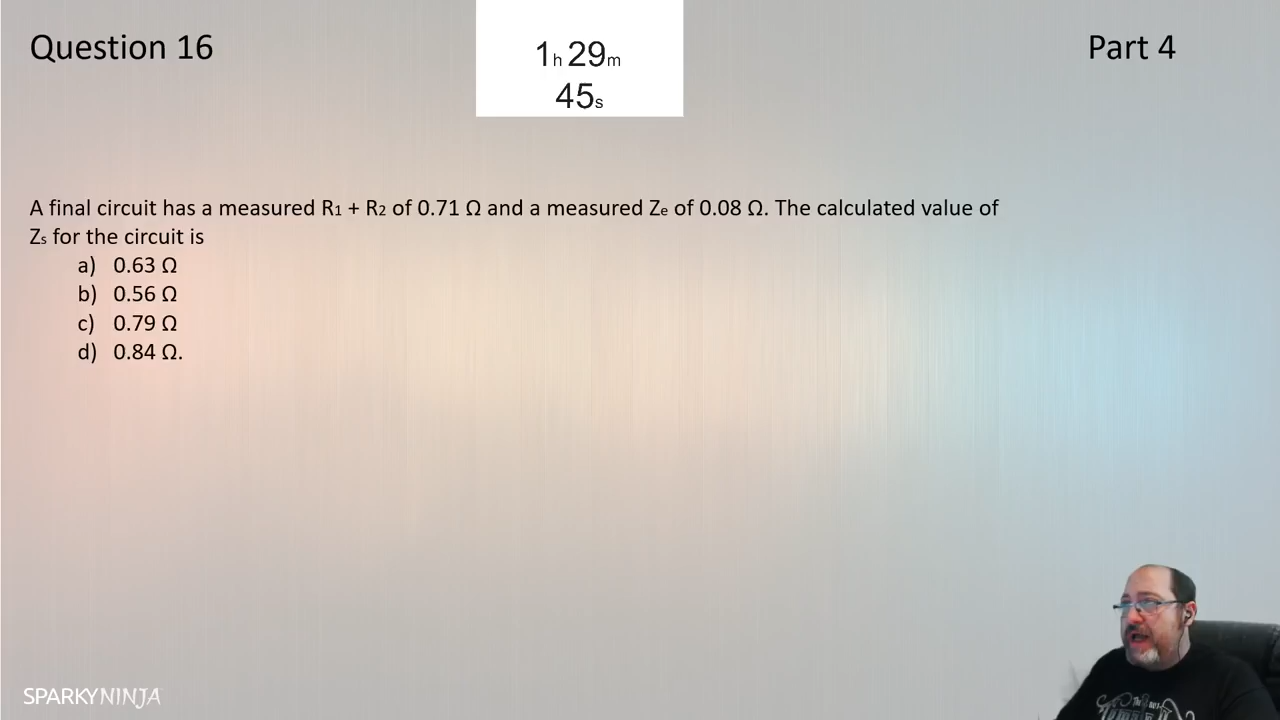 Question 16
1h 29m
45s
Part 4
A final circuit has a measured R1 + R2 of 0.71 Ω and a measured Ze of 0.08 Ω. The calculated value of
Zs for the circuit is
a) 0.63 Ω
b) 0.56 Ω
c) 0.79 Ω
d) 0.84 Ω.
SPARKYNINJA